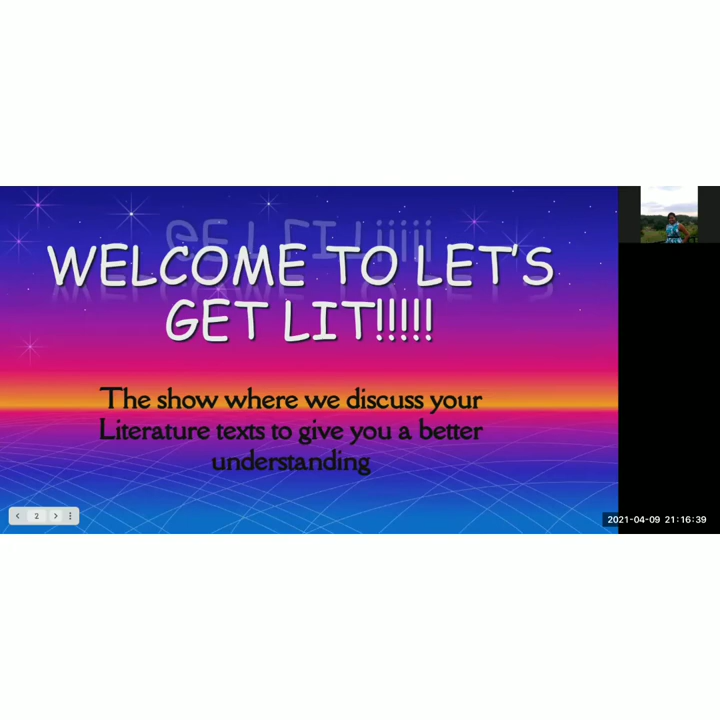 WELCOME TO LET'S
GET LIT!!!!!
The show where we discuss your
Literature texts to give you a better
understanding
2
2021-04-09 21:16:39